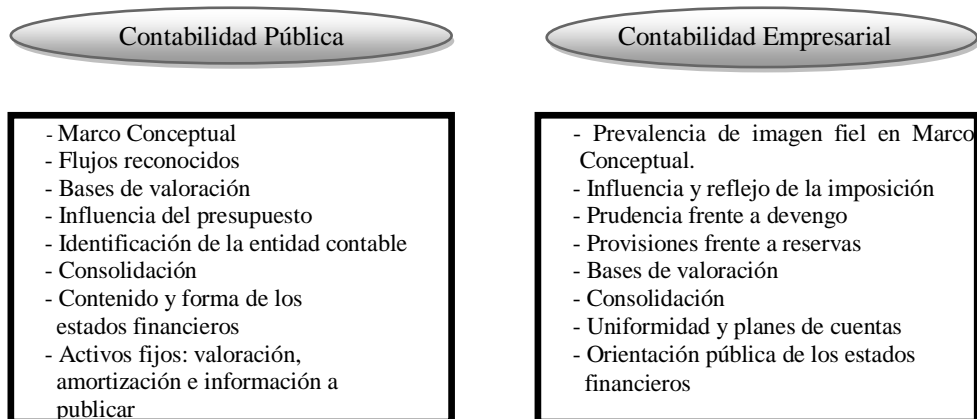 Contabilidad Pública
- Marco Conceptual
- Flujos reconocidos
- Bases de valoración
- Influencia del presupuesto
- Identificación de la entidad contable
- Consolidación
- Contenido y forma de los
estados financieros
- Activos fijos: valoración,
amortización e información a
publicar
Contabilidad Empresarial
- Prevalencia de imagen fiel en Marco
Conceptual.
- Influencia y reflejo de la imposición
- Prudencia frente a devengo
- Provisiones frente a reservas
- Bases de valoración
- Consolidación
- Uniformidad y planes de cuentas
- Orientación pública de los estados
financieros